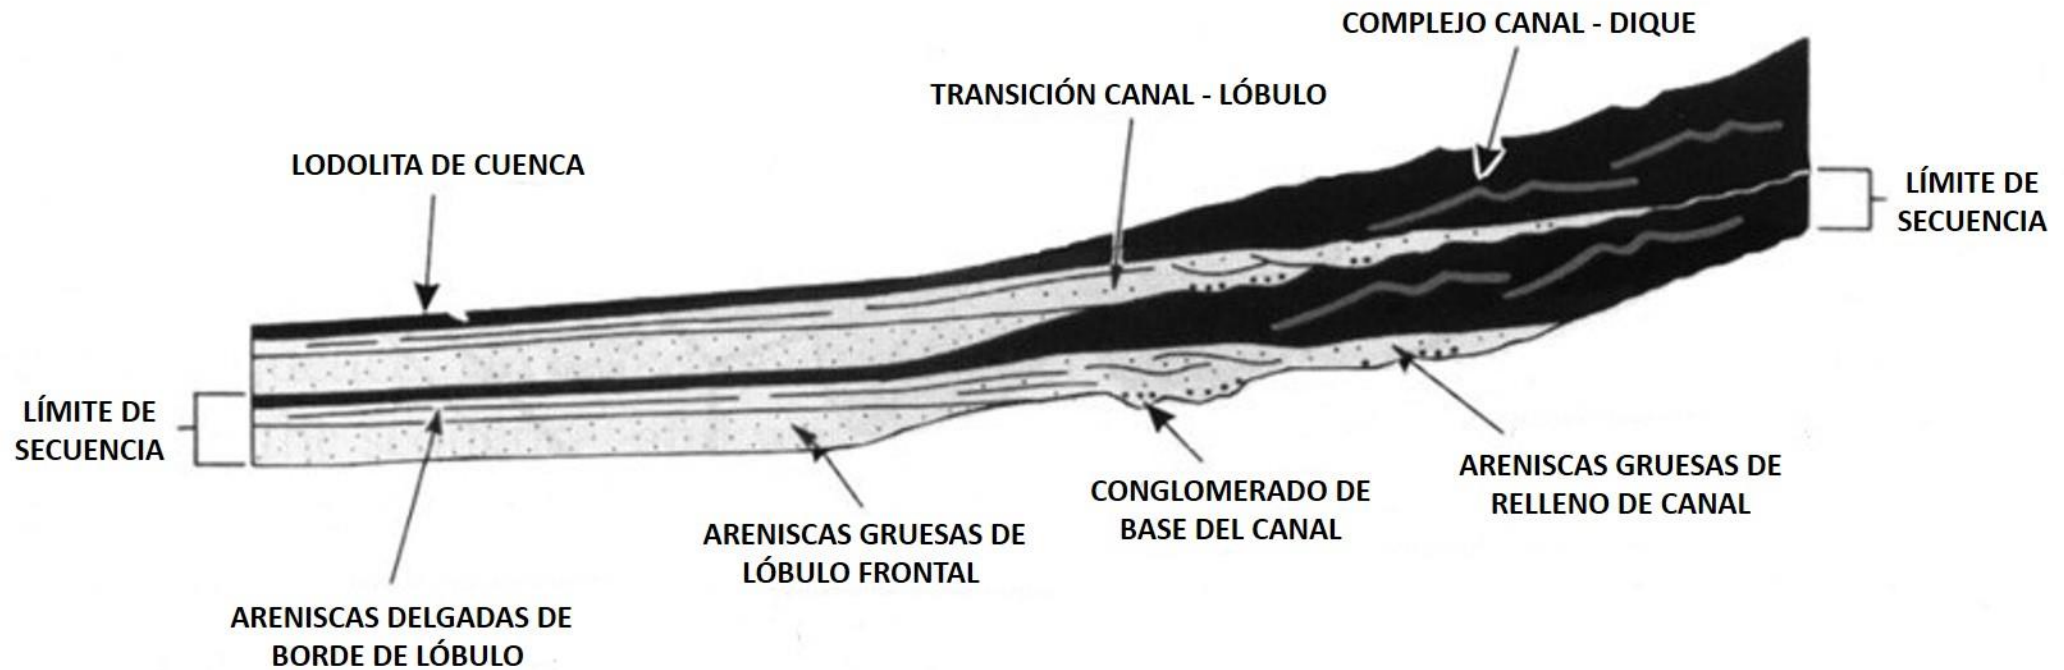 COMPLEJO CANAL - DIQUE
TRANSICIÓN CANAL - LÓBULO
LODOLITA DE CUENCA
LÍMITE DE
SECUENCIA
LÍMITE DE
SECUENCIA
ARENISCAS GRUESAS DE
RELLENO DE CANAL
CONGLOMERADO DE
BASE DEL CANAL
ARENISCAS GRUESAS DE
LÓBULO FRONTAL
ARENISCAS DELGADAS DE
BORDE DE LÓBULO